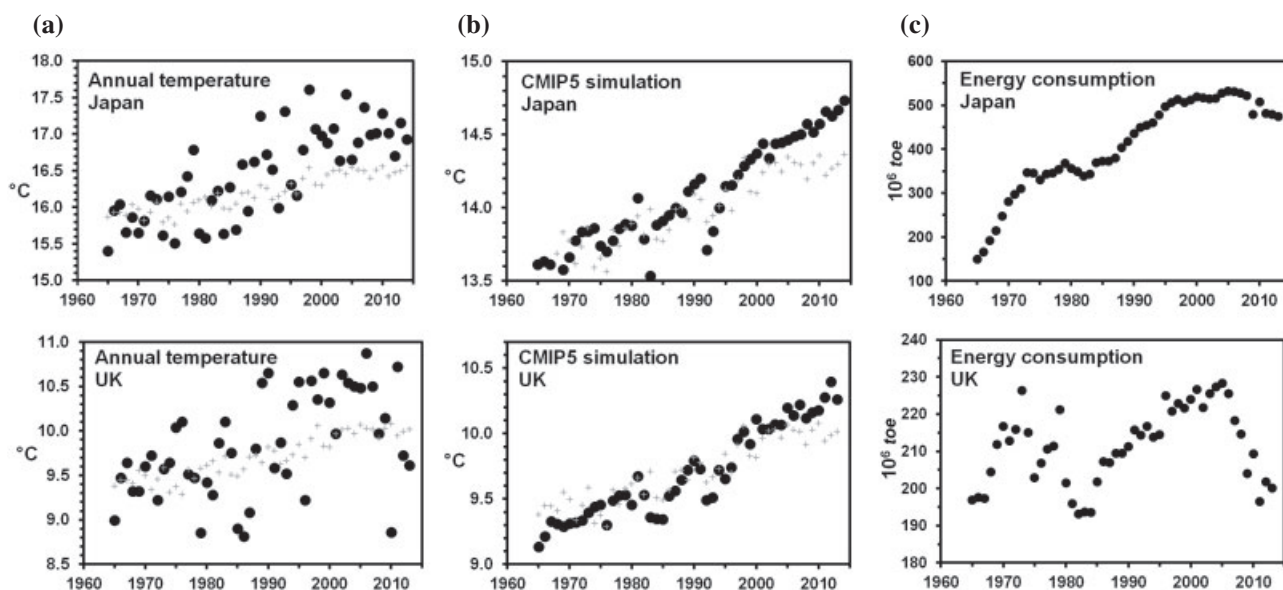 (a)
(b)
(c)
18.0
17.5
17.0
16.5
16.0
15.5
15.0
°C
Annual temperature
Japan
1960 1970 1980 1990 2000 2010
15.0
14.5
14.0
13.5
°C
CMIP5 simulation
Japan
1960 1970 1980 1990 2000 2010
600
500
400
300
200
100
10⁶ toe
Energy consumption
Japan
1960 1970 1980 1990 2000 2010
11.0
10.5
10.0
9.5
9.0
8.5
°C
Annual temperature
UK
1960 1970 1980 1990 2000 2010
10.5
10.0
9.5
9.0
°C
CMIP5 simulation
UK
1960 1970 1980 1990 2000 2010
240
230
220
210
200
190
180
10⁶ toe
Energy consumption
UK
1960 1970 1980 1990 2000 2010